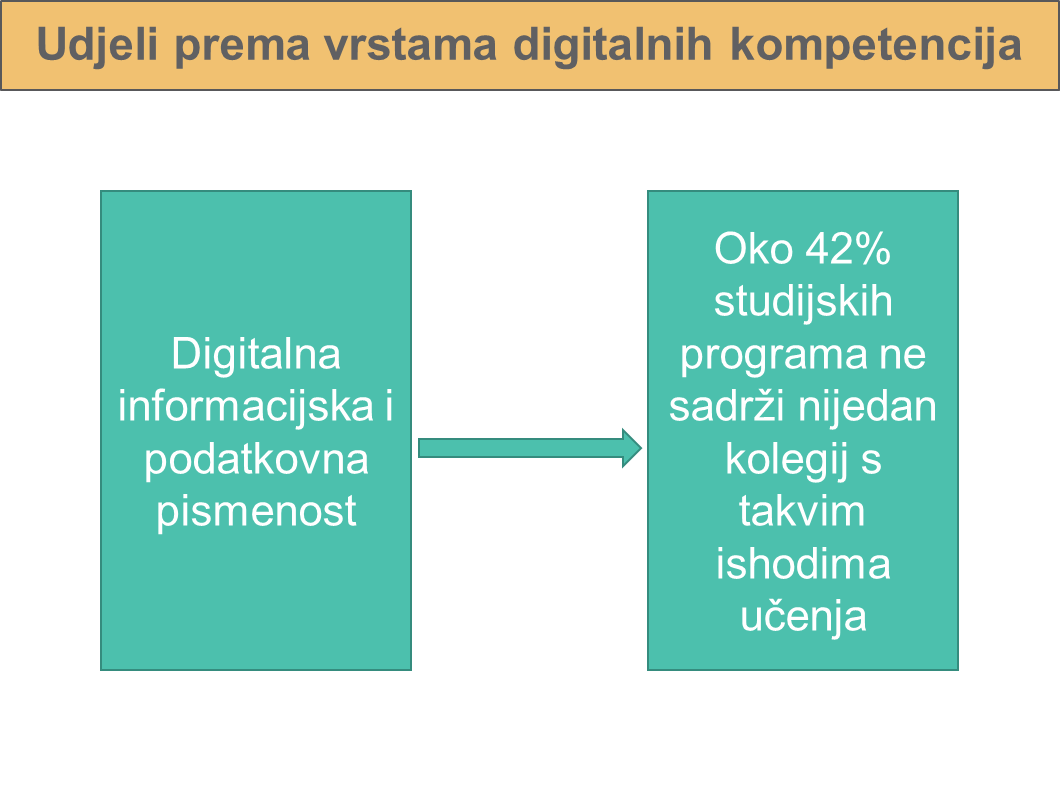 Udjeli prema vrstama digitalnih kompetencija
Digitalna
informacijska i
podatkovna
pismenost
Oko 42%
studijskih
programa ne
sadrži nijedan
kolegij s
takvim
ishodima
učenja